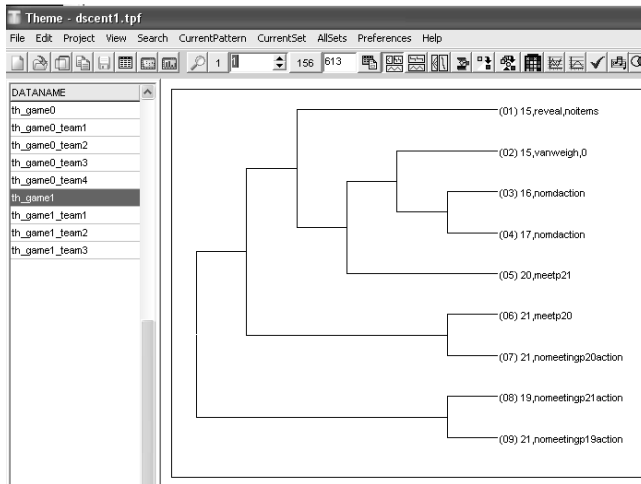 Theme - dscent1.tpf
File Edit Project View Search CurrentPattern CurrentSet AllSets Preferences Help
1 1 156 613
DATANAME
th_game0
th_game0_team1
th_game0_team2
th_game0_team3
th_game0_team4
th_game1
th_game1_team1
th_game1_team2
th_game1_team3
(01) 15,reveal,noitems
(02) 15,vanweigh,0
(03) 16,nomdaction
(04) 17,nomdaction
(05) 20,meetp21
(06) 21,meetp20
(07) 21,nomeetingp20action
(08) 19,nomeetingp21action
(09) 21,nomeetingp19action